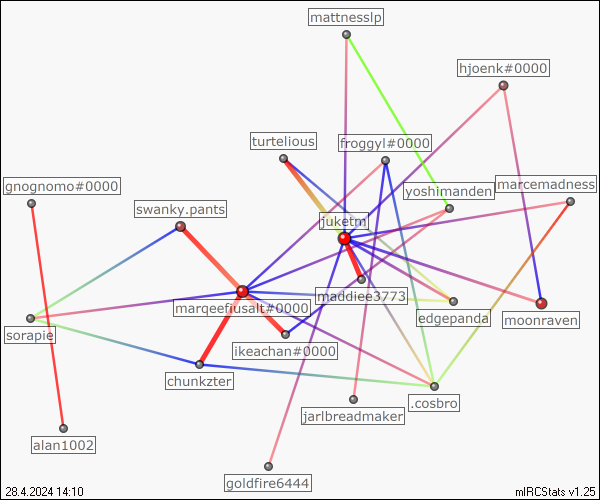 mattnesslp
hjoenk#0000
turtelious
froggyl#0000
gnognomo#0000
yoshimanden
marcemadness
swanky.pants
juketm
maddiee3773
marqeefiusalt#0000
edgepanda
moonraven
sorapie
ikeachan#0000
chunkzter
.cosbro
jarlbreadmaker
alan1002
goldfire6444
28.4.2024 14:10
mIRCStats v1.25